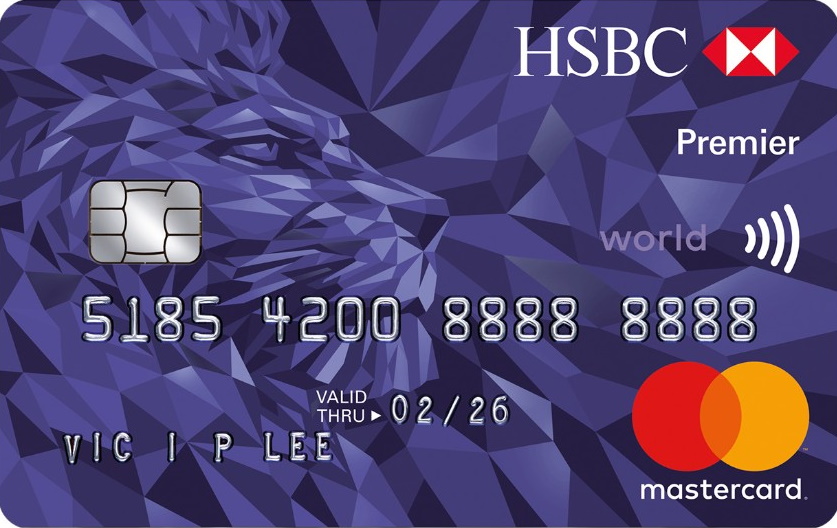 HSBC
Premier
world
5185 4200 8888 8888
VALID
THRU 02/26
VIC I P LEE
mastercard.